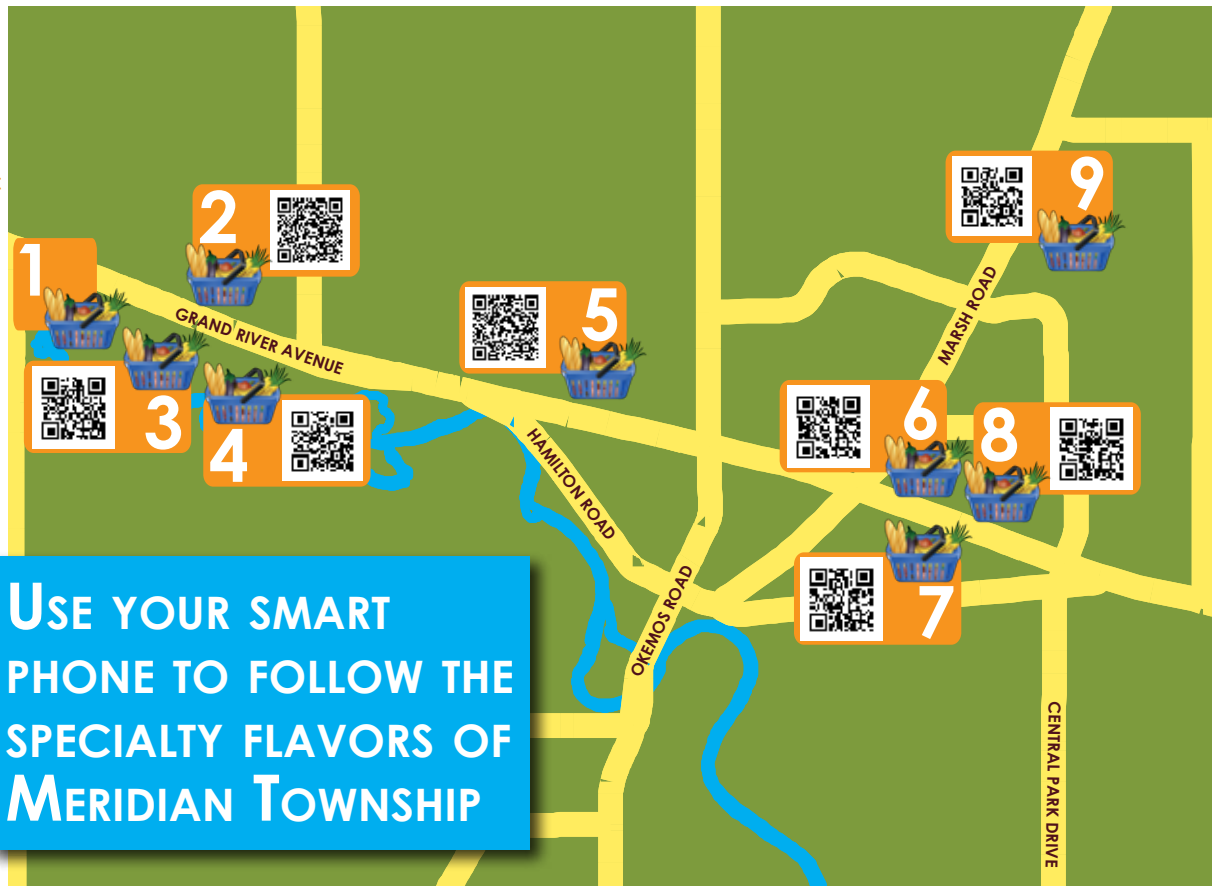 9
2
1
GRAND RIVER AVENUE
MARSH ROAD
5
3
4
6
8
HAMILTON ROAD
7
OKEMOS ROAD
CENTRAL PARK DRIVE
USE YOUR SMART
PHONE TO FOLLOW THE
SPECIALTY FLAVORS OF
MERIDIAN TOWNSHIP